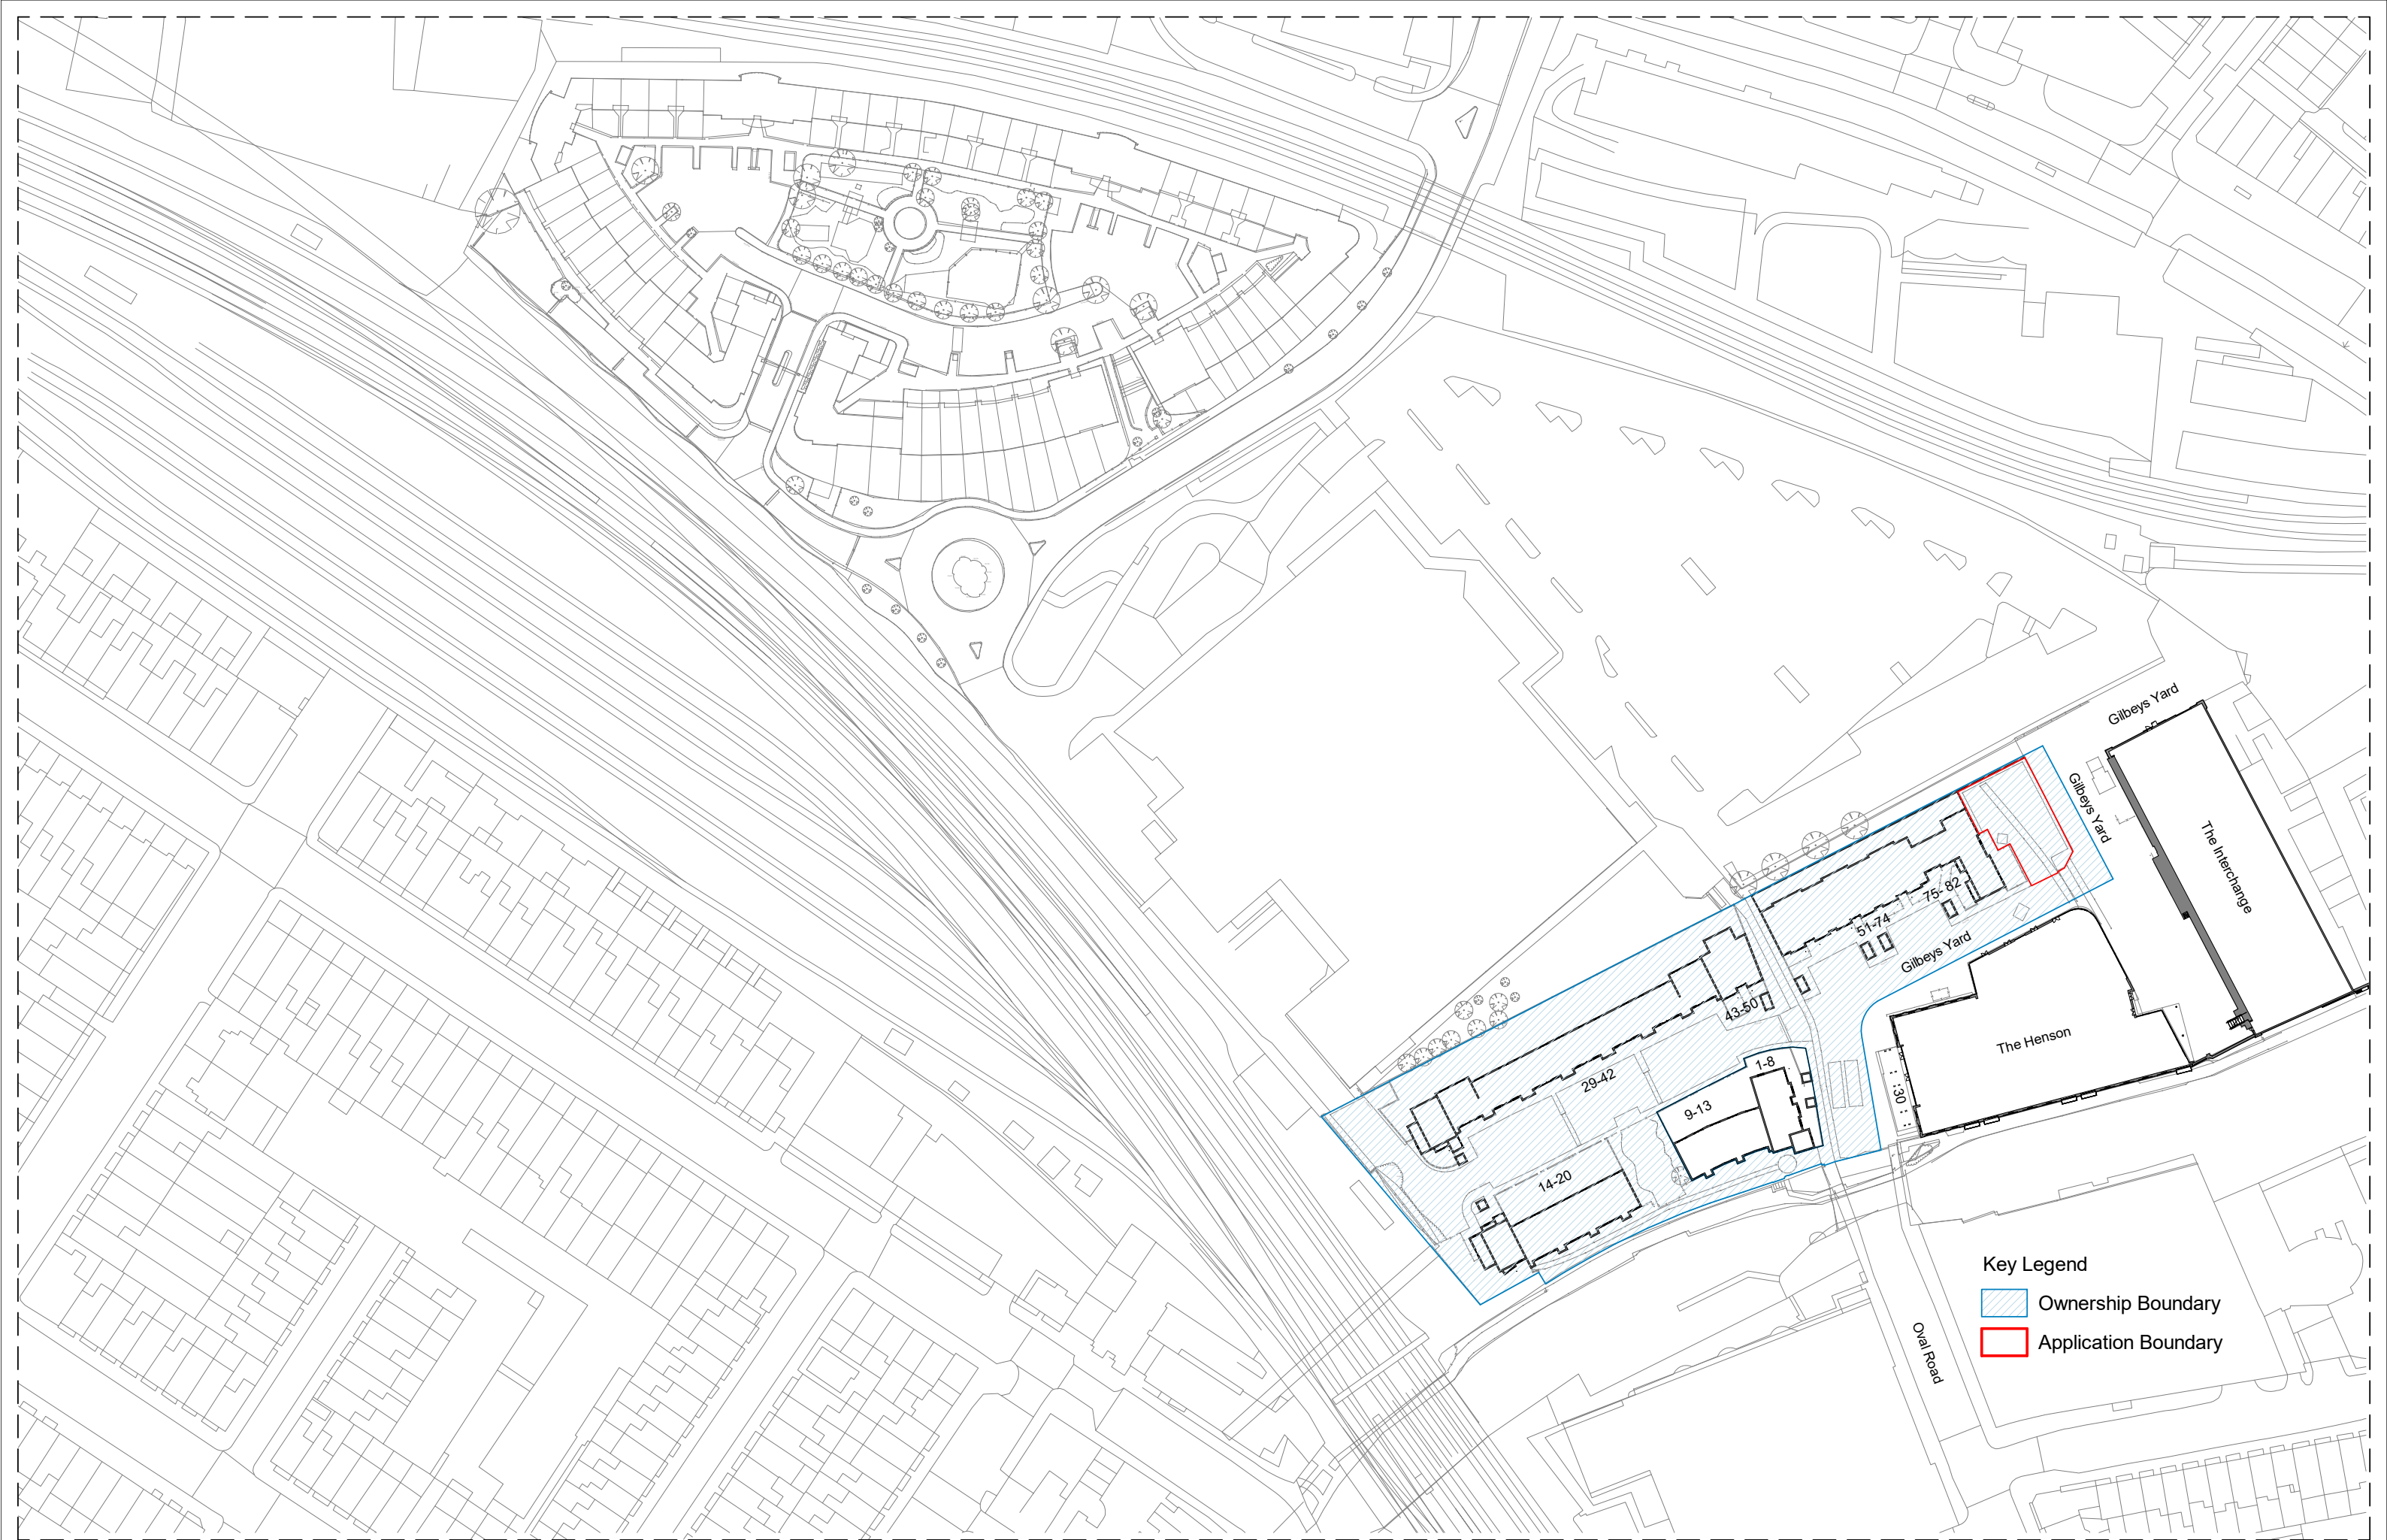 Gilbeys Yard
Gilbeys Yard
The Interchange
75- 82
51-74
Gilbeys Yard
43-50
The Henson
1-8
29-42
:30
9-13
14-20
Key Legend
Ownership Boundary
Oval Road
Application Boundary